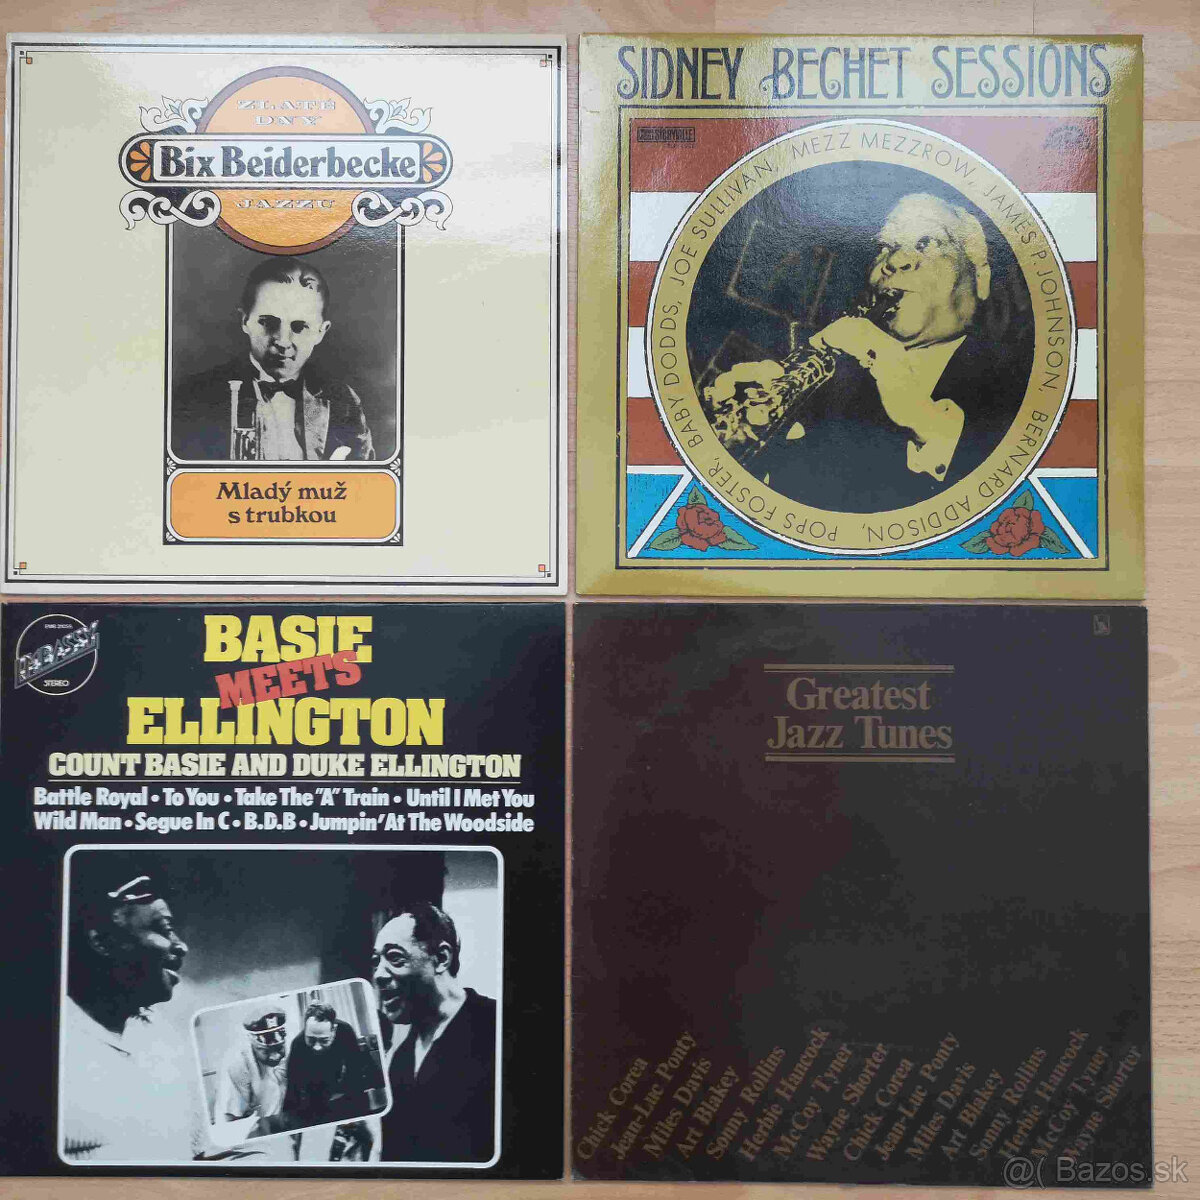 ZLATÉ
DNY
Bix Beiderbecke
JAZZU
Mladý muž
s trubkou
SIDNEY BECHET SESSIONS
STORYVILLE
POPS FOSTER, BABY DODDS, JOE SULLIVAN, MEZZ MEZZROW, JAMES P. JOHNSON, BERNARD ADDISON,
EMBASSY
STEREO
BASIE
MEETS
ELLINGTON
COUNT BASIE AND DUKE ELLINGTON
Battle Royal • To You • Take The "A" Train • Until I Met You
Wild Man • Segue In C • B.D.B • Jumpin' At The Woodside
Greatest
Jazz Tunes
Chick Corea
Jean-Luc Ponty
Miles Davis
Art Blakey
Sonny Rollins
Herbie Hancock
McCoy Tyner
Wayne Shorter
Chick Corea
Jean-Luc Ponty
Miles Davis
Art Blakey
Sonny Rollins
Herbie Hancock
McCoy Tyner
Wayne Shorter
@( Bazos.sk